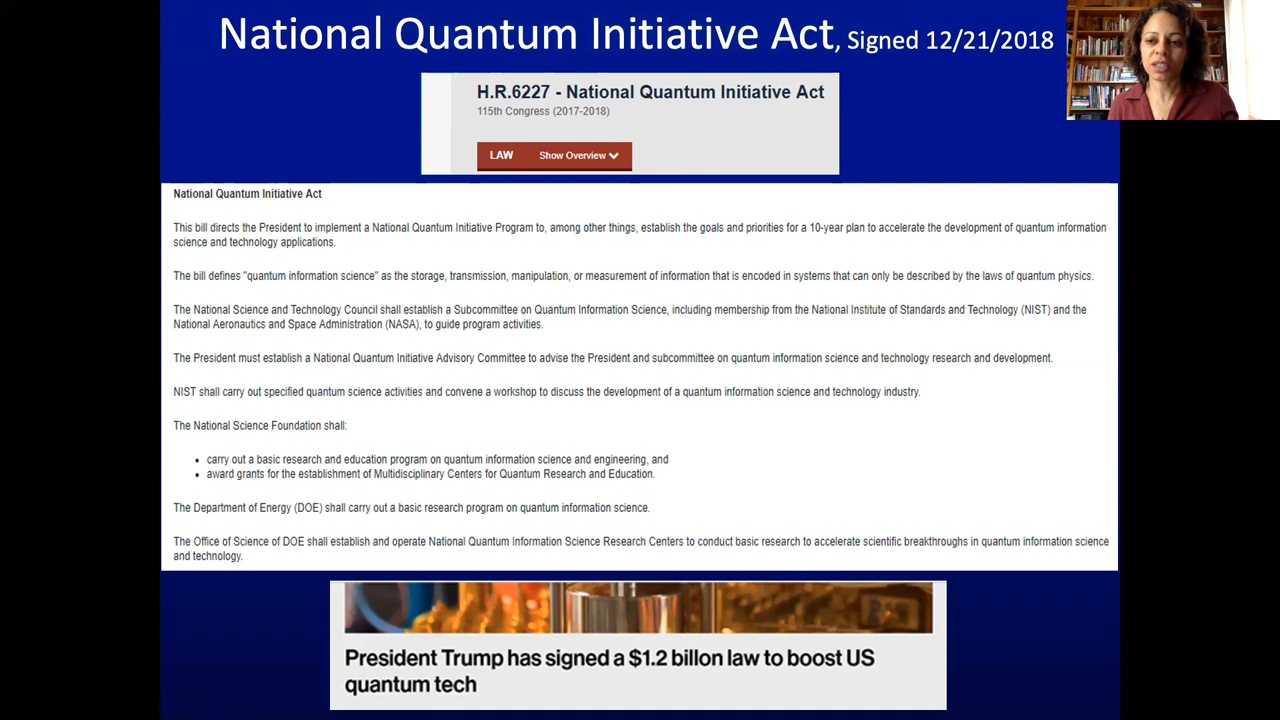 National Quantum Initiative Act, Signed 12/21/2018
H.R.6227 - National Quantum Initiative Act
115th Congress (2017-2018)
LAW Show Overview
National Quantum Initiative Act
This bill directs the President to implement a National Quantum Initiative Program to, among other things, establish the goals and priorities for a 10-year plan to accelerate the development of quantum information
science and technology applications.
The bill defines "quantum information science" as the storage, transmission, manipulation, or measurement of information that is encoded in systems that can only be described by the laws of quantum physics.
The National Science and Technology Council shall establish a Subcommittee on Quantum Information Science, including membership from the National Institute of Standards and Technology (NIST) and the
National Aeronautics and Space Administration (NASA), to guide program activities.
The President must establish a National Quantum Initiative Advisory Committee to advise the President and subcommittee on quantum information science and technology research and development.
NIST shall carry out specified quantum science activities and convene a workshop to discuss the development of a quantum information science and technology industry.
The National Science Foundation shall:
• carry out a basic research and education program on quantum information science and engineering, and
• award grants for the establishment of Multidisciplinary Centers for Quantum Research and Education.
The Department of Energy (DOE) shall carry out a basic research program on quantum information science.
The Office of Science of DOE shall establish and operate National Quantum Information Science Research Centers to conduct basic research to accelerate scientific breakthroughs in quantum information science
and technology.
President Trump has signed a $1.2 billon law to boost US
quantum tech